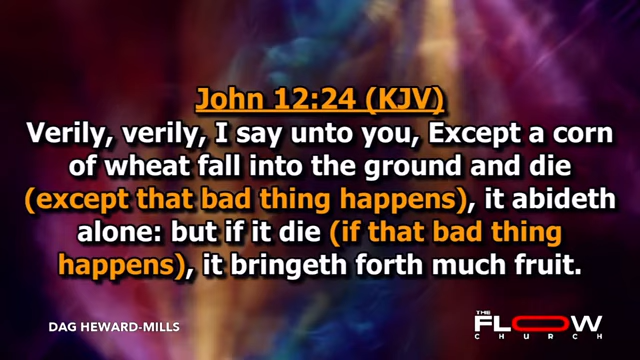 John 12:24 (KJV)
Verily, verily, I say unto you, Except a corn
of wheat fall into the ground and die
(except that bad thing happens), it abideth
alone: but if it die (if that bad thing
happens), it bringeth forth much fruit.
DAG HEWARD-MILLS
THE
FLOW
CHURCH